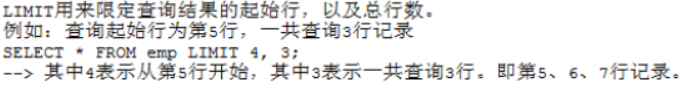 LIMIT用来限定查询结果的起始行，以及总行数。
例如：查询起始行为第5行，一共查询3行记录
SELECT * FROM emp LIMIT 4, 3;
--> 其中4表示从第5行开始，其中3表示一共查询3行。即第5、6、7行记录。